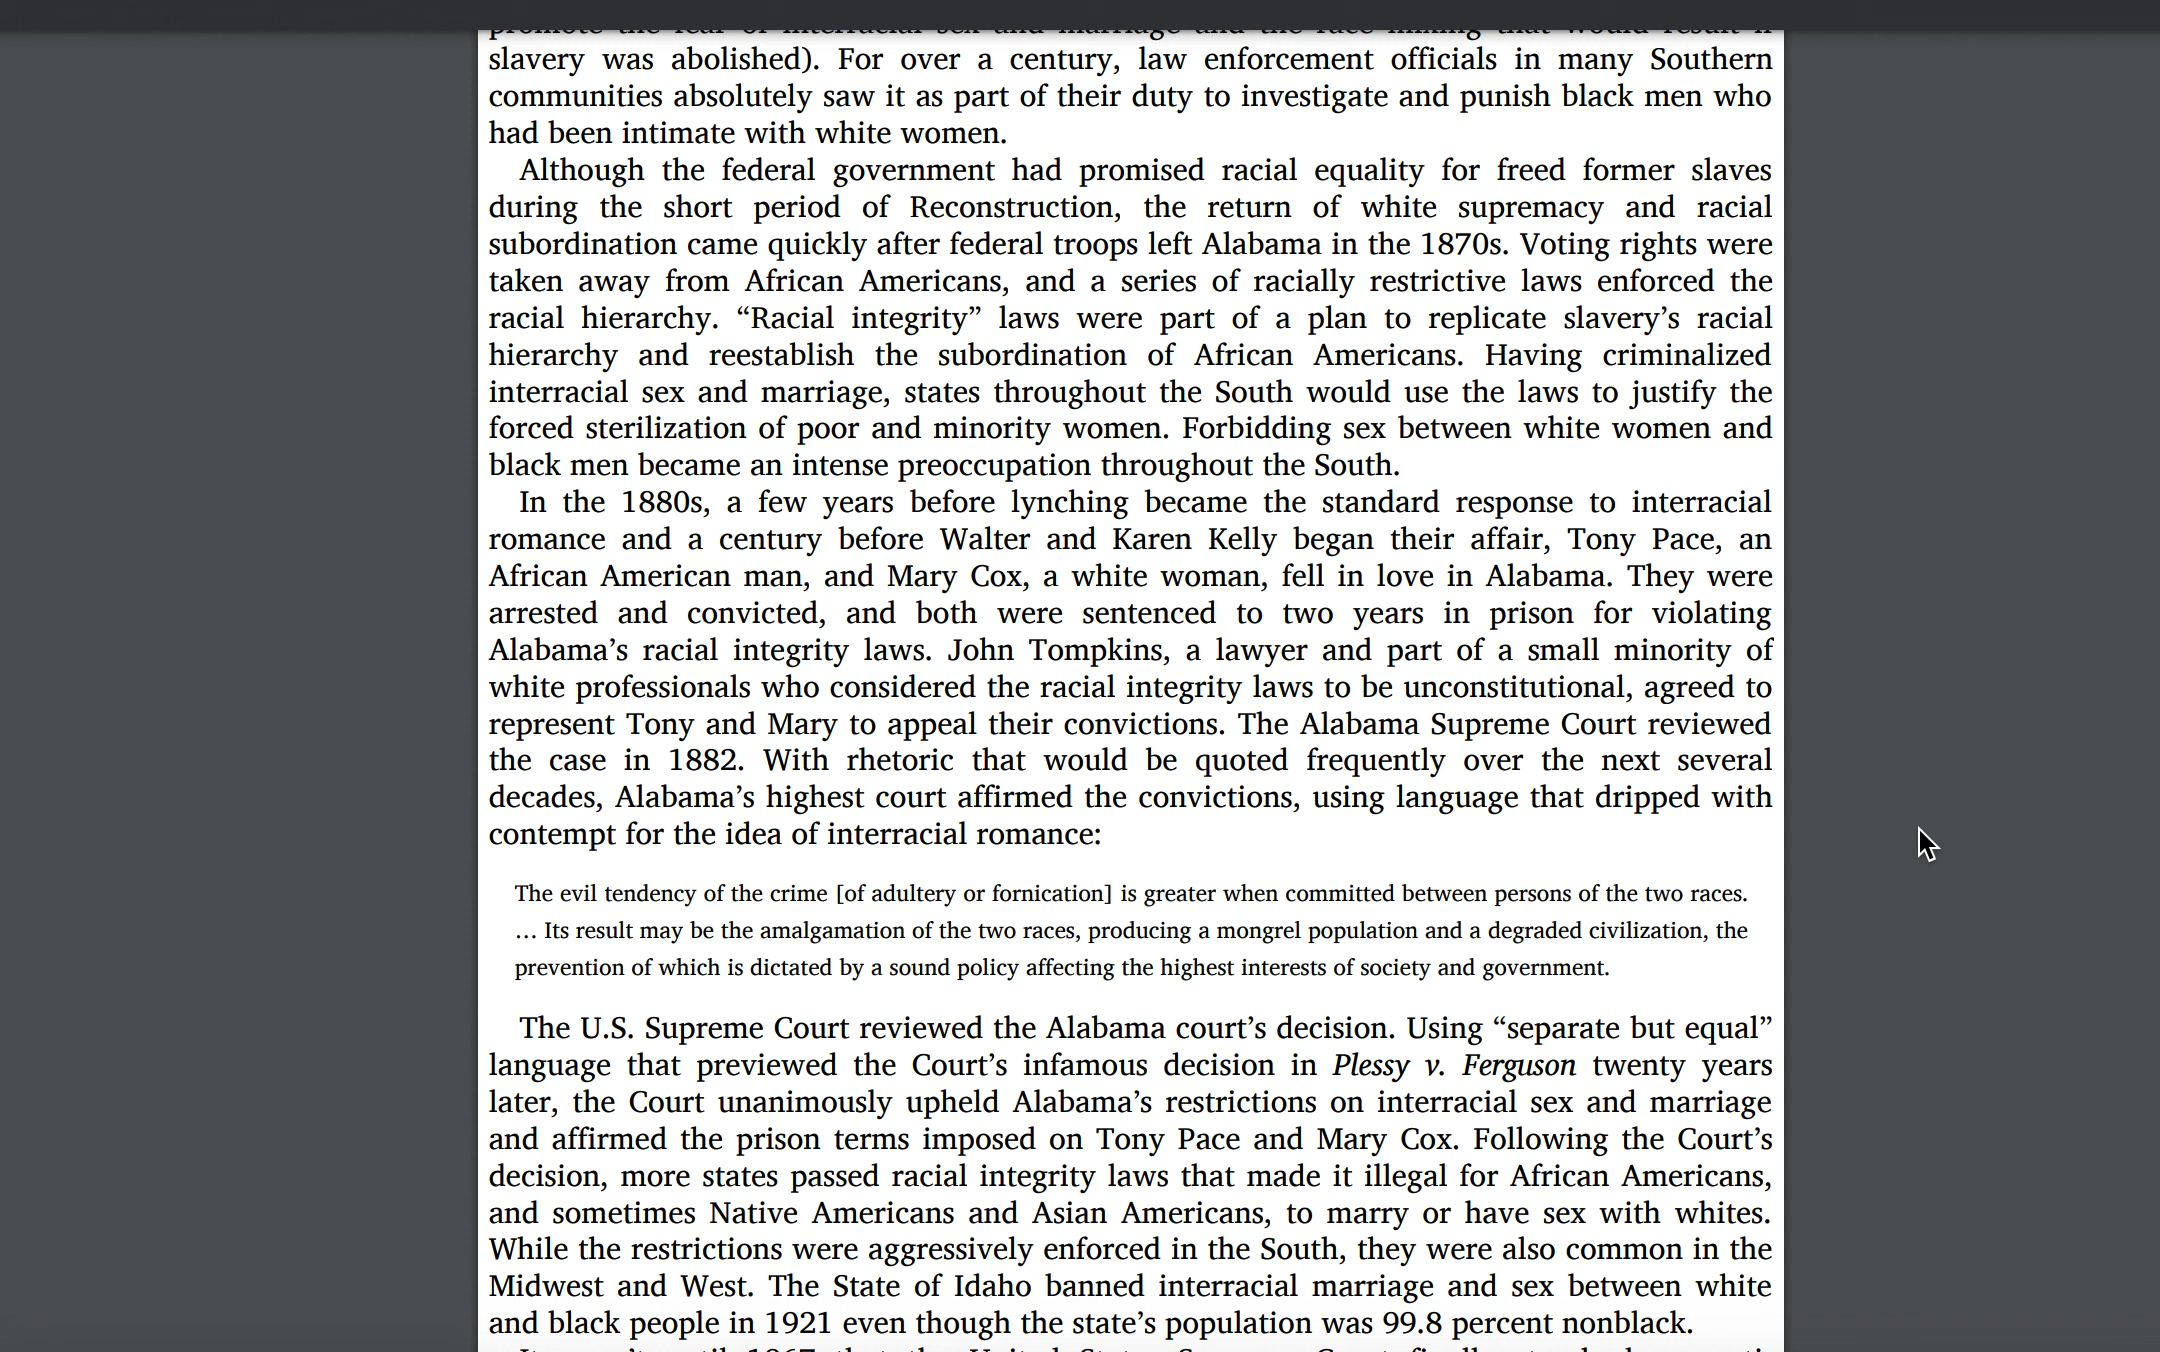 promote the fear of interracial sex and marriage and the race mixing that would result if
slavery was abolished). For over a century, law enforcement officials in many Southern
communities absolutely saw it as part of their duty to investigate and punish black men who
had been intimate with white women.
Although the federal government had promised racial equality for freed former slaves
during the short period of Reconstruction, the return of white supremacy and racial
subordination came quickly after federal troops left Alabama in the 1870s. Voting rights were
taken away from African Americans, and a series of racially restrictive laws enforced the
racial hierarchy. “Racial integrity” laws were part of a plan to replicate slavery’s racial
hierarchy and reestablish the subordination of African Americans. Having criminalized
interracial sex and marriage, states throughout the South would use the laws to justify the
forced sterilization of poor and minority women. Forbidding sex between white women and
black men became an intense preoccupation throughout the South.
In the 1880s, a few years before lynching became the standard response to interracial
romance and a century before Walter and Karen Kelly began their affair, Tony Pace, an
African American man, and Mary Cox, a white woman, fell in love in Alabama. They were
arrested and convicted, and both were sentenced to two years in prison for violating
Alabama’s racial integrity laws. John Tompkins, a lawyer and part of a small minority of
white professionals who considered the racial integrity laws to be unconstitutional, agreed to
represent Tony and Mary to appeal their convictions. The Alabama Supreme Court reviewed
the case in 1882. With rhetoric that would be quoted frequently over the next several
decades, Alabama’s highest court affirmed the convictions, using language that dripped with
contempt for the idea of interracial romance:
The evil tendency of the crime [of adultery or fornication] is greater when committed between persons of the two races.
… Its result may be the amalgamation of the two races, producing a mongrel population and a degraded civilization, the
prevention of which is dictated by a sound policy affecting the highest interests of society and government.
The U.S. Supreme Court reviewed the Alabama court’s decision. Using “separate but equal”
language that previewed the Court’s infamous decision in Plessy v. Ferguson twenty years
later, the Court unanimously upheld Alabama’s restrictions on interracial sex and marriage
and affirmed the prison terms imposed on Tony Pace and Mary Cox. Following the Court’s
decision, more states passed racial integrity laws that made it illegal for African Americans,
and sometimes Native Americans and Asian Americans, to marry or have sex with whites.
While the restrictions were aggressively enforced in the South, they were also common in the
Midwest and West. The State of Idaho banned interracial marriage and sex between white
and black people in 1921 even though the state’s population was 99.8 percent nonblack.